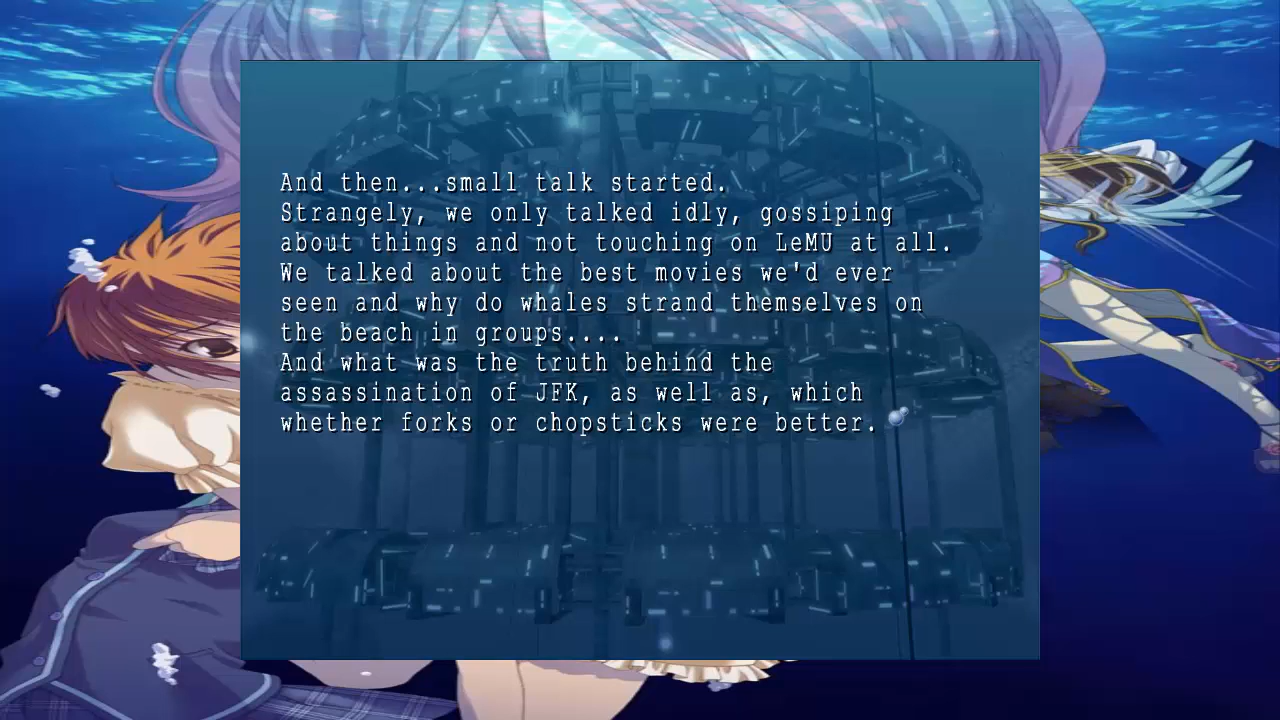 And then...small talk started.
Strangely, we only talked idly, gossiping
about things and not touching on LeMU at all.
We talked about the best movies we'd ever
seen and why do whales strand themselves on
the beach in groups....
And what was the truth behind the
assassination of JFK, as well as, which
whether forks or chopsticks were better.